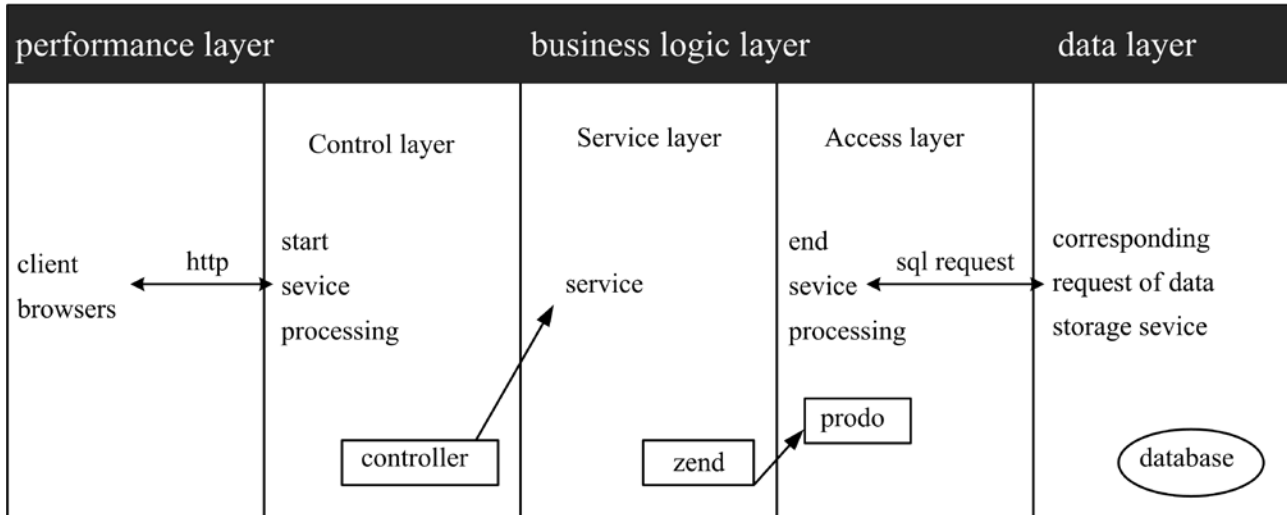 performance layer
business logic layer
data layer
Control layer
Service layer
Access layer
client
browsers
http
start
sevice
processing
service
end
sevice
processing
sql request
corresponding
request of data
storage sevice
controller
zend
prodo
database